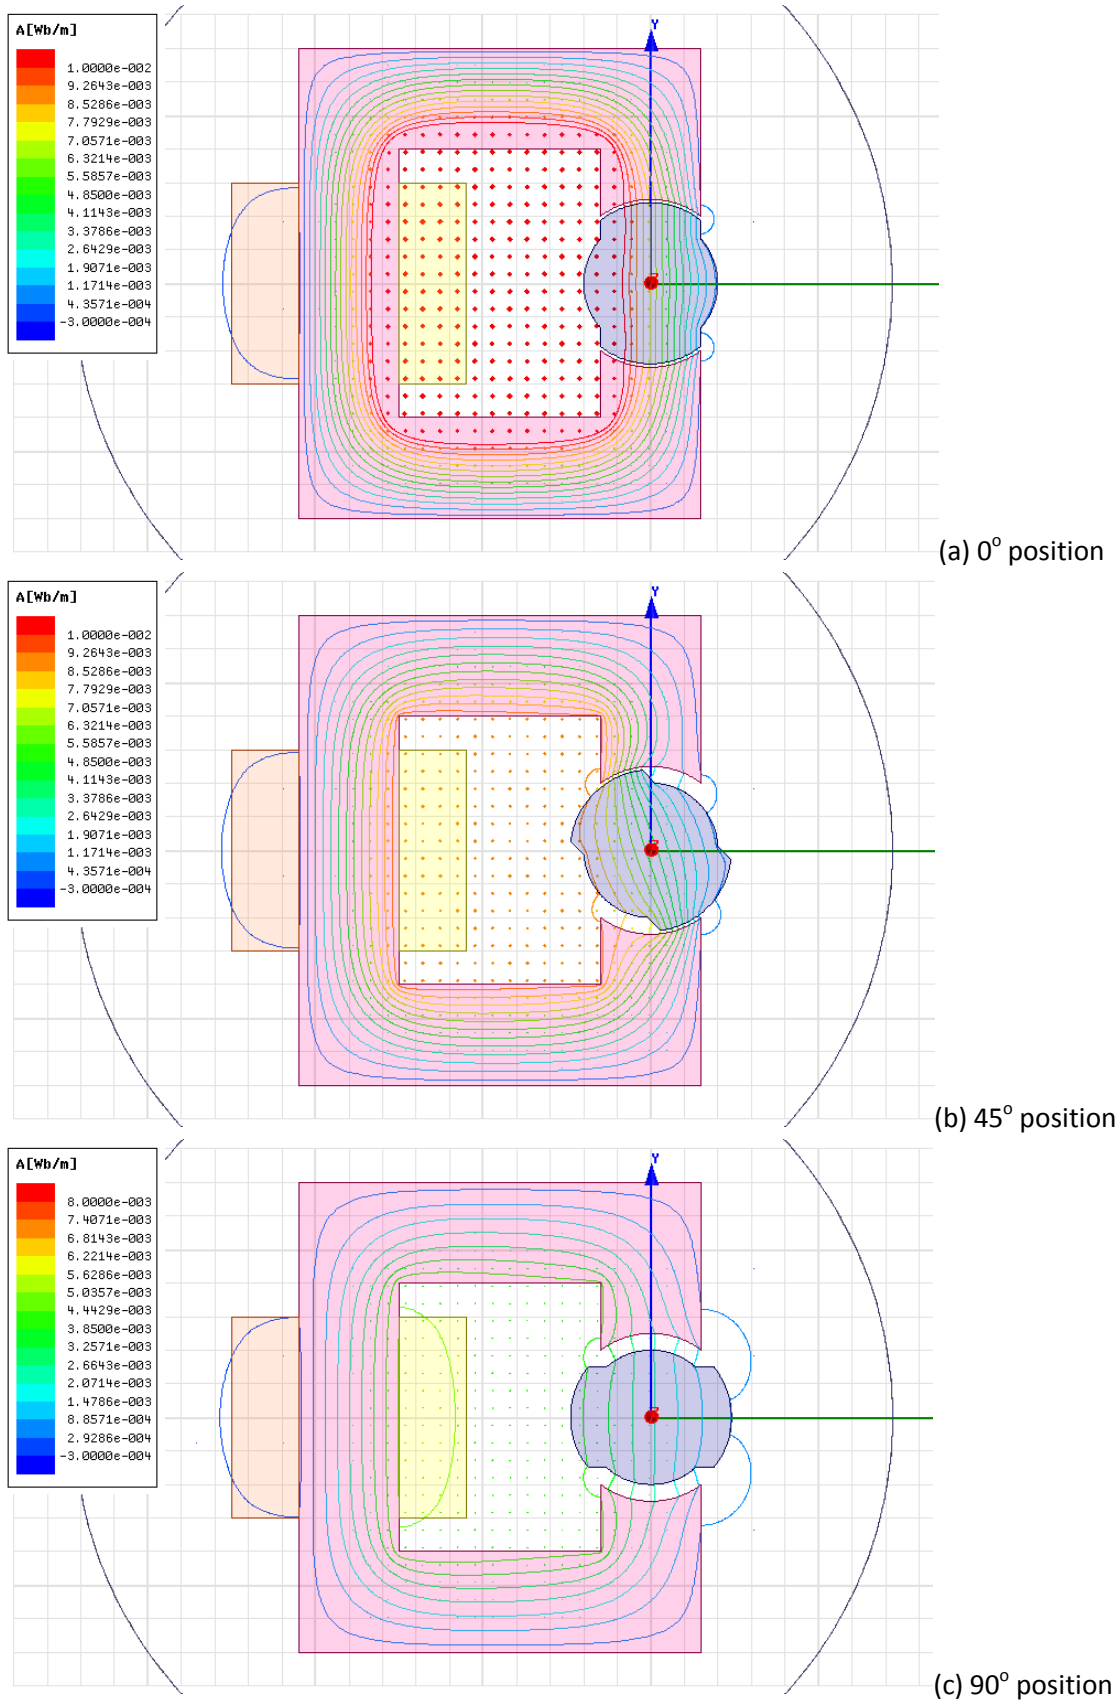 A[Wb/m]
1.0000e-002
9.2643e-003
8.5286e-003
7.7929e-003
7.0571e-003
6.3214e-003
5.5857e-003
4.8500e-003
4.1143e-003
3.3786e-003
2.6429e-003
1.9071e-003
1.1714e-003
4.3571e-004
-3.0000e-004
Y
(a) 0° position
A[Wb/m]
1.0000e-002
9.2643e-003
8.5286e-003
7.7929e-003
7.0571e-003
6.3214e-003
5.5857e-003
4.8500e-003
4.1143e-003
3.3786e-003
2.6429e-003
1.9071e-003
1.1714e-003
4.3571e-004
-3.0000e-004
Y
(b) 45° position
A[Wb/m]
8.0000e-003
7.4071e-003
6.8143e-003
6.2214e-003
5.6286e-003
5.0357e-003
4.4429e-003
3.8500e-003
3.2571e-003
2.6643e-003
2.0714e-003
1.4786e-003
8.8571e-004
2.9286e-004
-3.0000e-004
Y
(c) 90° position